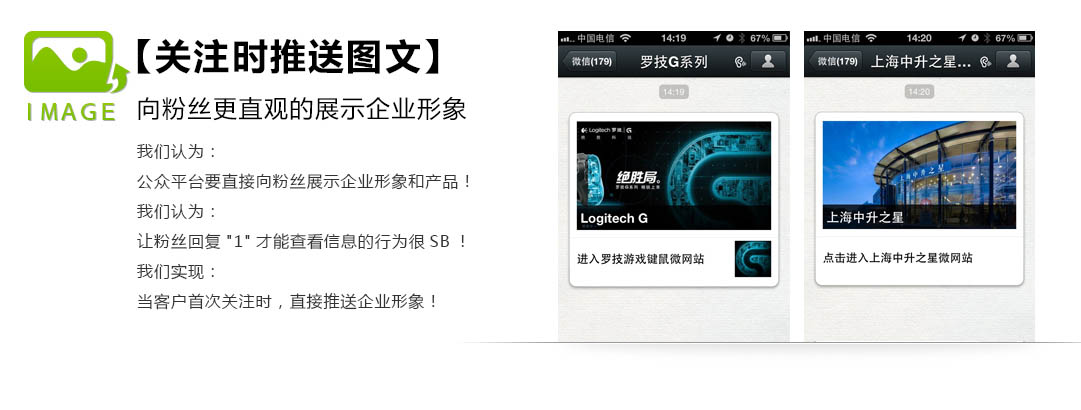 【关注时推送图文】
IMAGE
向粉丝更直观的展示企业形象
我们认为：
公众平台要直接向粉丝展示企业形象和产品！
我们认为：
让粉丝回复 "1" 才能查看信息的行为很 SB ！
我们实现：
当客户首次关注时，直接推送企业形象！
中国电信 14:19 67%
微信(179) 罗技G系列
14:19
Logitech 罗技 G
绝胜局。
罗技G系列
Logitech G
进入罗技游戏键鼠微网站
中国电信 14:20 67%
微信(179) 上海中升之星...
14:20
中升之星
上海中升之星
点击进入上海中升之星微网站